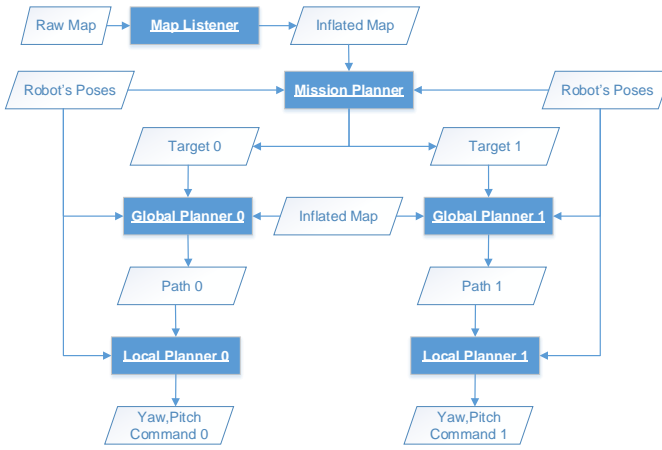 Raw Map
Map Listener
Inflated Map
Robot's Poses
Mission Planner
Robot's Poses
Target 0
Target 1
Global Planner 0
Inflated Map
Global Planner 1
Path 0
Path 1
Local Planner 0
Local Planner 1
Yaw,Pitch
Command 0
Yaw,Pitch
Command 1